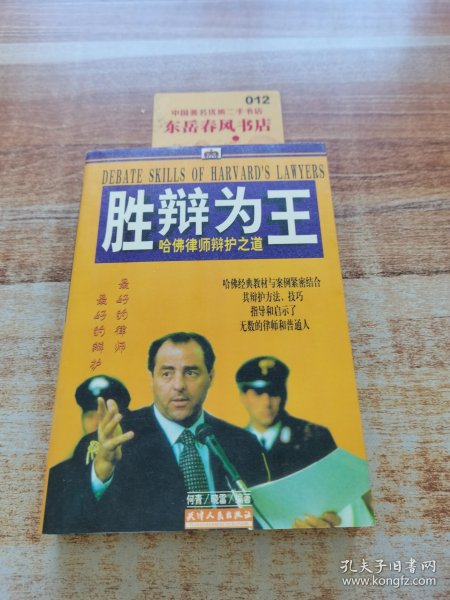 012
中国著名优质二手书店
东岳春风书店
DEBATE SKILLS OF HARVARD'S LAWYERS
胜辩为王
哈佛律师辩护之道
哈佛经典教材与案例紧密结合
其辩护方法、技巧
指导和启示了
无数的律师和普通人
最好的律师
最好的辩护
何青/晓雷/编著
天津人民出版社
孔夫子旧书网
www.kongfz.com